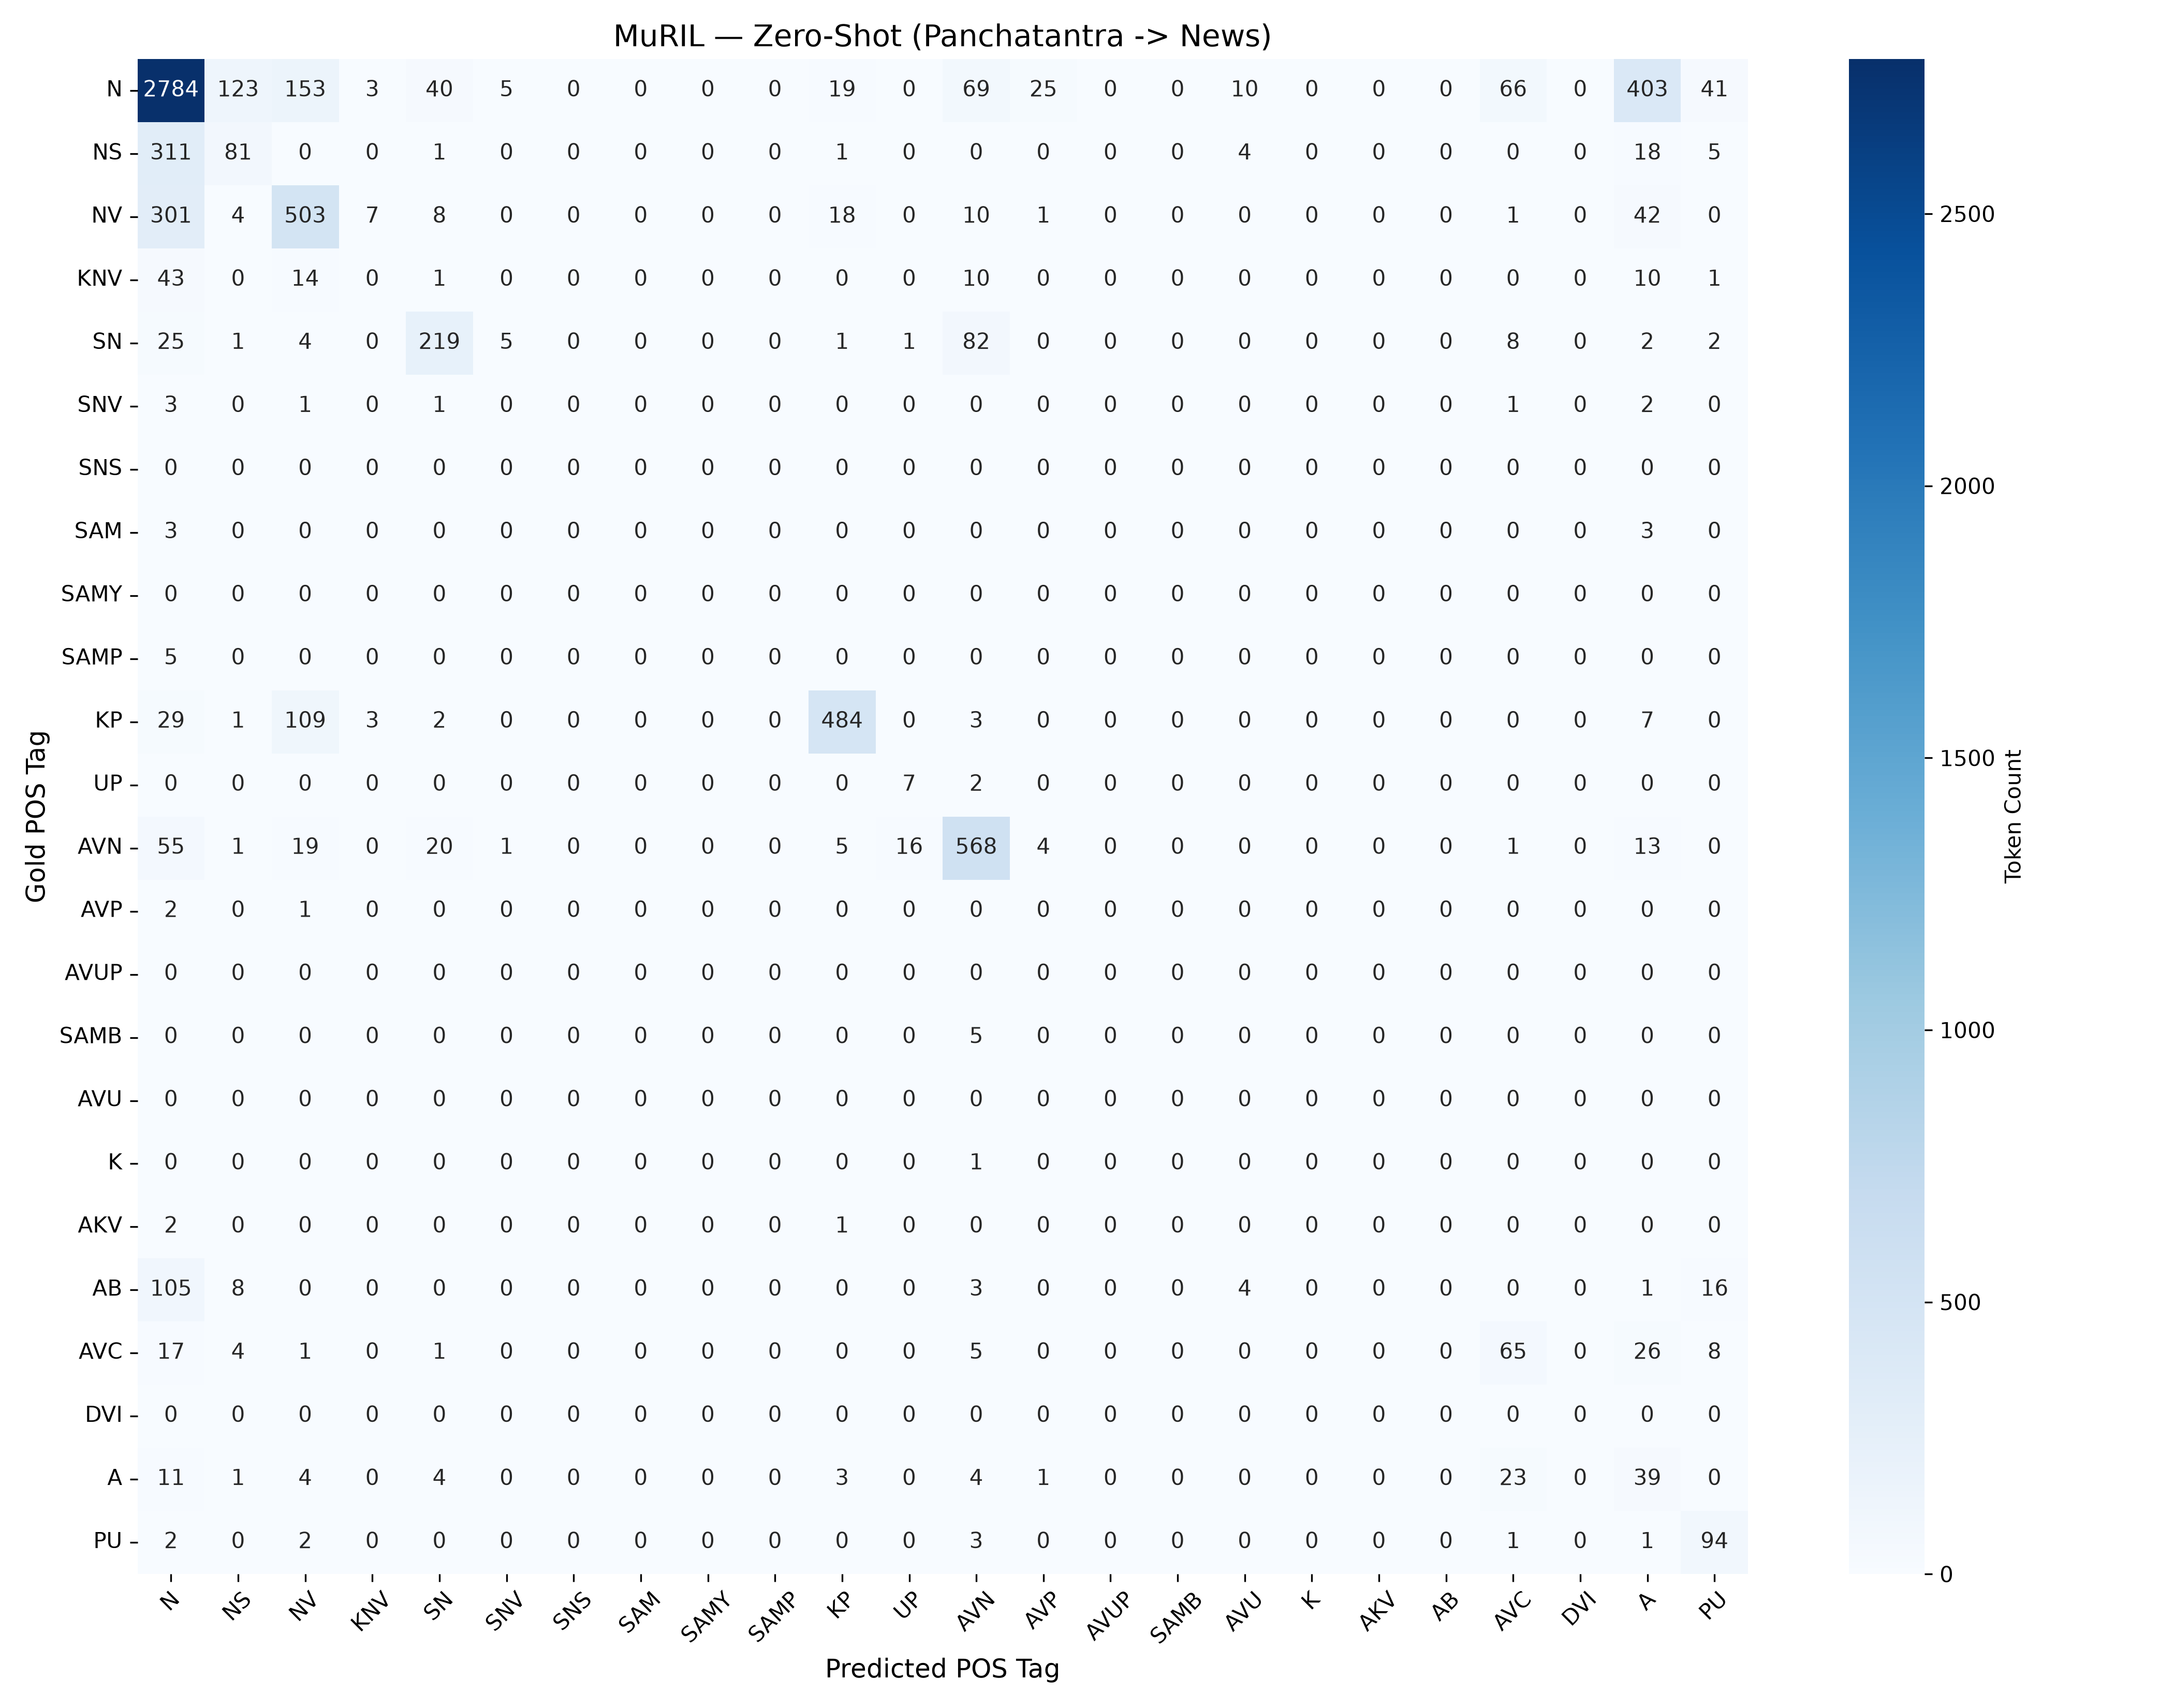 MuRIL — Zero-Shot (Panchatantra -> News)
N 2784 123 153 3 40 5 0 0 0 0 19 0 69 25 0 0 10 0 0 0 66 0 403 41
NS 311 81 0 0 1 0 0 0 0 0 1 0 0 0 0 0 4 0 0 0 0 0 18 5
NV 301 4 503 7 8 0 0 0 0 0 18 0 10 1 0 0 0 0 0 0 1 0 42 0
KNV 43 0 14 0 1 0 0 0 0 0 0 0 10 0 0 0 0 0 0 0 0 0 10 1
SN 25 1 4 0 219 5 0 0 0 0 1 1 82 0 0 0 0 0 0 0 8 0 2 2
SNV 3 0 1 0 1 0 0 0 0 0 0 0 0 0 0 0 0 0 0 0 1 0 2 0
SNS 0 0 0 0 0 0 0 0 0 0 0 0 0 0 0 0 0 0 0 0 0 0 0 0
SAM 3 0 0 0 0 0 0 0 0 0 0 0 0 0 0 0 0 0 0 0 0 0 3 0
SAMY 0 0 0 0 0 0 0 0 0 0 0 0 0 0 0 0 0 0 0 0 0 0 0 0
SAMP 5 0 0 0 0 0 0 0 0 0 0 0 0 0 0 0 0 0 0 0 0 0 0 0
KP 29 1 109 3 2 0 0 0 0 0 484 0 3 0 0 0 0 0 0 0 0 0 7 0
UP 0 0 0 0 0 0 0 0 0 0 0 7 2 0 0 0 0 0 0 0 0 0 0 0
AVN 55 1 19 0 20 1 0 0 0 0 5 16 568 4 0 0 0 0 0 0 1 0 13 0
AVP 2 0 1 0 0 0 0 0 0 0 0 0 0 0 0 0 0 0 0 0 0 0 0 0
AVUP 0 0 0 0 0 0 0 0 0 0 0 0 0 0 0 0 0 0 0 0 0 0 0 0
SAMB 0 0 0 0 0 0 0 0 0 0 0 0 5 0 0 0 0 0 0 0 0 0 0 0
AVU 0 0 0 0 0 0 0 0 0 0 0 0 0 0 0 0 0 0 0 0 0 0 0 0
K 0 0 0 0 0 0 0 0 0 0 0 0 1 0 0 0 0 0 0 0 0 0 0 0
AKV 2 0 0 0 0 0 0 0 0 0 1 0 0 0 0 0 0 0 0 0 0 0 0 0
AB 105 8 0 0 0 0 0 0 0 0 0 0 3 0 0 0 4 0 0 0 0 0 1 16
AVC 17 4 1 0 1 0 0 0 0 0 0 0 5 0 0 0 0 0 0 0 65 0 26 8
DVI 0 0 0 0 0 0 0 0 0 0 0 0 0 0 0 0 0 0 0 0 0 0 0 0
A 11 1 4 0 4 0 0 0 0 0 3 0 4 1 0 0 0 0 0 0 23 0 39 0
PU 2 0 2 0 0 0 0 0 0 0 0 0 3 0 0 0 0 0 0 0 1 0 1 94
N NS NV KNV SN SNV SNS SAM SAMY SAMP KP UP AVN AVP AVUP SAMB AVU K AKV AB AVC DVI A PU
Predicted POS Tag
Gold POS Tag
2500
2000
1500
1000
500
0
Token Count